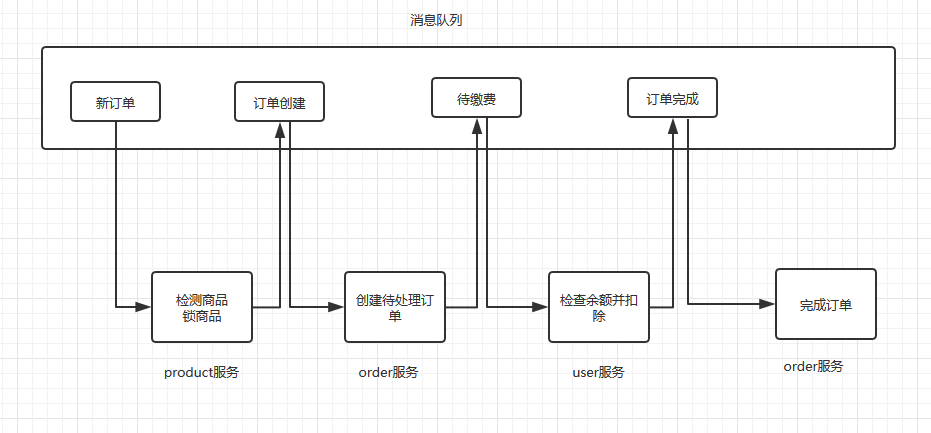 消息队列
新订单
订单创建
待缴费
订单完成
检测商品
锁商品
创建待处理订
单
检查余额并扣
除
完成订单
product服务
order服务
user服务
order服务